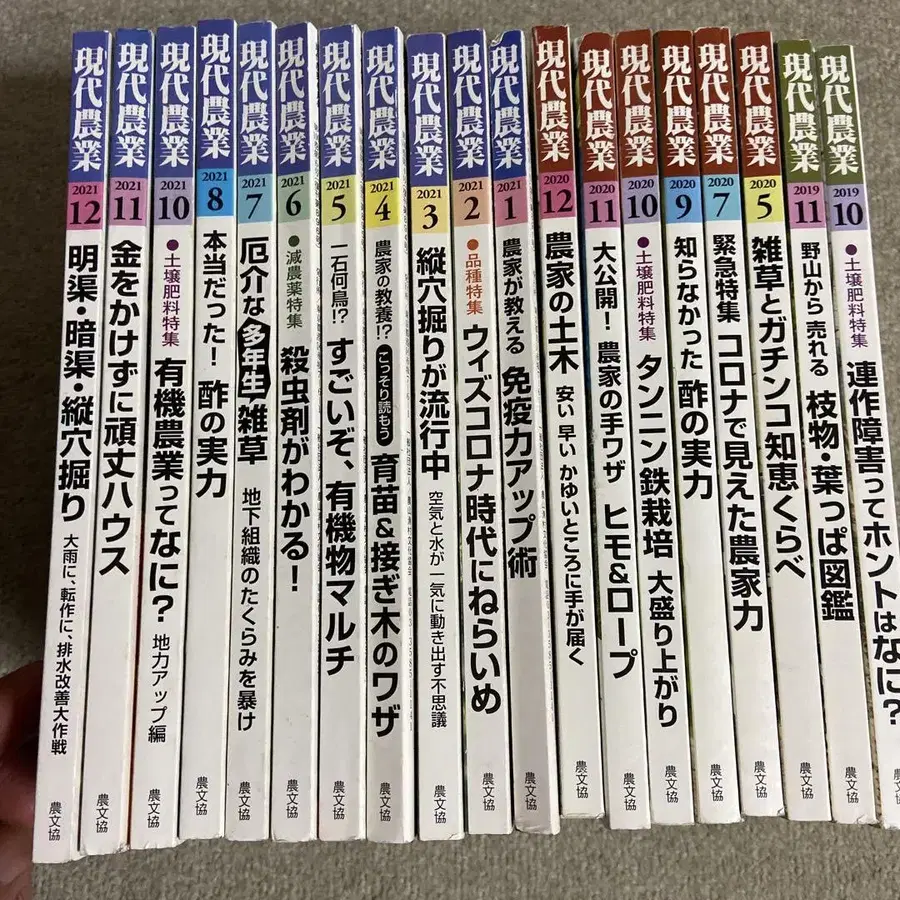 現代農業
2021
12
明渠・暗渠・縦穴掘り
大雨に、転作に、排水改善大作戦
農文協
現代農業
2021
11
金をかけずに頑丈ハウス
農文協
現代農業
2021
10
●土壌肥料特集
有機農業ってなに?
地力アップ編
農文協
現代農業
2021
8
本当だった! 酢の実力
農文協
現代農業
2021
7
厄介な多年生雑草
地下組織のたくらみを暴け
農文協
現代農業
2021
6
●減農薬特集
殺虫剤がわかる!
農文協
現代農業
2021
5
一石何鳥!?
すごいぞ、有機物マルチ
農文協
現代農業
2021
4
農家の教養!?
こっそり読もう
育苗&接ぎ木のワザ
農文協
現代農業
2021
3
縦穴掘りが流行中
空気と水が一気に動き出す不思議
農文協
現代農業
2021
2
●品種特集
ウィズコロナ時代にねらいめ
農文協
現代農業
2021
1
農家が教える
免疫力アップ術
農文協
現代農業
2020
12
農家の土木
安い 早い かゆいところに手が届く
農文協
現代農業
2020
11
大公開! 農家の手ワザ
ヒモ&ロープ
農文協
現代農業
2020
10
●土壌肥料特集
タンニン鉄栽培 大盛り上がり
農文協
現代農業
2020
9
知らなかった 酢の実力
農文協
現代農業
2020
7
緊急特集
コロナで見えた農家力
農文協
現代農業
2020
5
雑草とガチンコ知恵くらべ
農文協
現代農業
2019
11
野山から 売れる
枝物・葉っぱ図鑑
農文協
現代農業
2019
10
●土壌肥料特集
連作障害ってホントはなに?